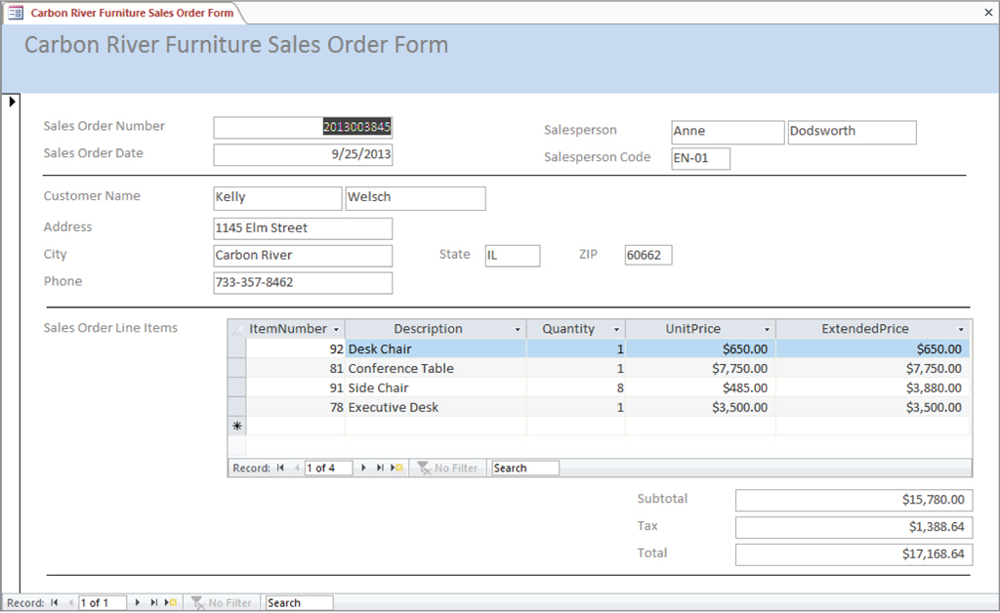 Carbon River Furniture Sales Order Form
Carbon River Furniture Sales Order Form
Sales Order Number 2013003845 Salesperson Anne Dodsworth
Sales Order Date 9/25/2013 Salesperson Code EN-01
Customer Name Kelly Welsch
Address 1145 Elm Street
City Carbon River State IL ZIP 60662
Phone 733-357-8462
Sales Order Line Items ItemNumber Description Quantity UnitPrice ExtendedPrice
92 Desk Chair 1 $650.00 $650.00
81 Conference Table 1 $7,750.00 $7,750.00
91 Side Chair 8 $485.00 $3,880.00
78 Executive Desk 1 $3,500.00 $3,500.00
Record: 1 of 4 No Filter Search
Subtotal $15,780.00
Tax $1,388.64
Total $17,168.64
Record: 1 of 1 No Filter Search